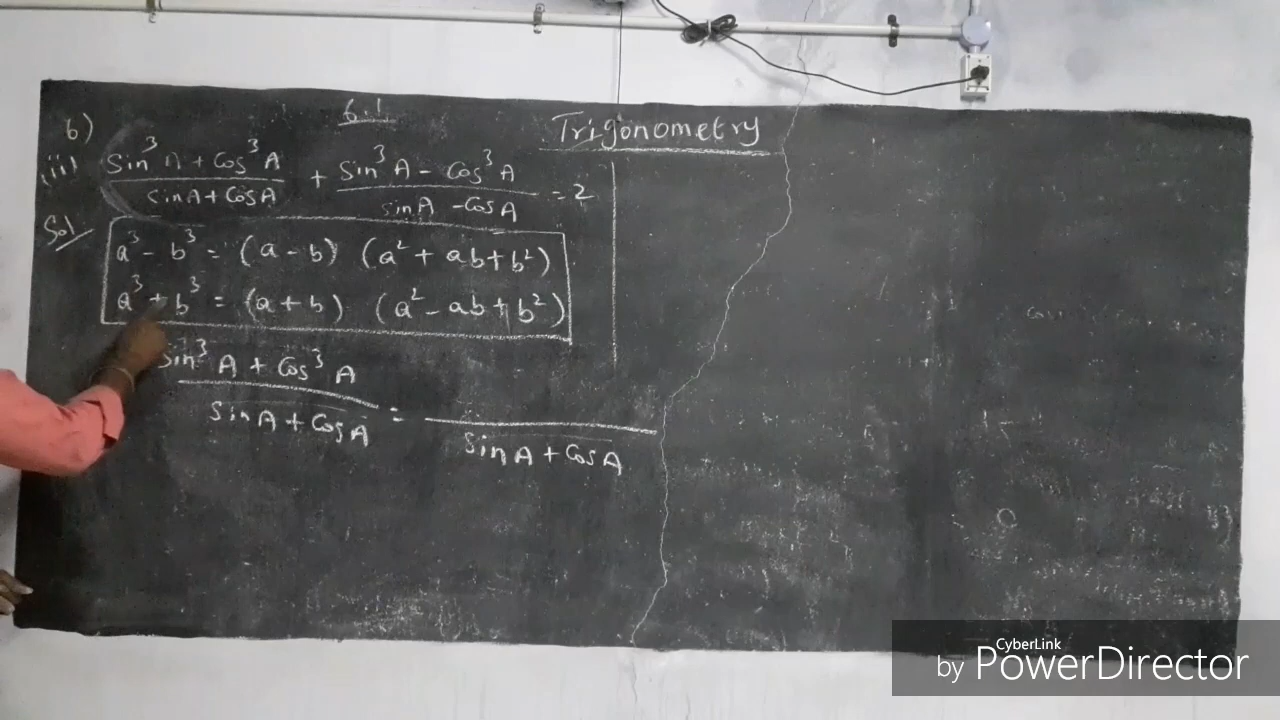 6.1
Trigonometry
6)
(ii) Sin³A + Cos³A / SinA + CosA + Sin³A - Cos³A / SinA - CosA = 2
Sol
a³ - b³ = (a - b) (a² + ab + b²)
a³ + b³ = (a + b) (a² - ab + b²)
Sin³A + Cos³A / SinA + CosA = / SinA + CosA
CyberLink
by PowerDirector